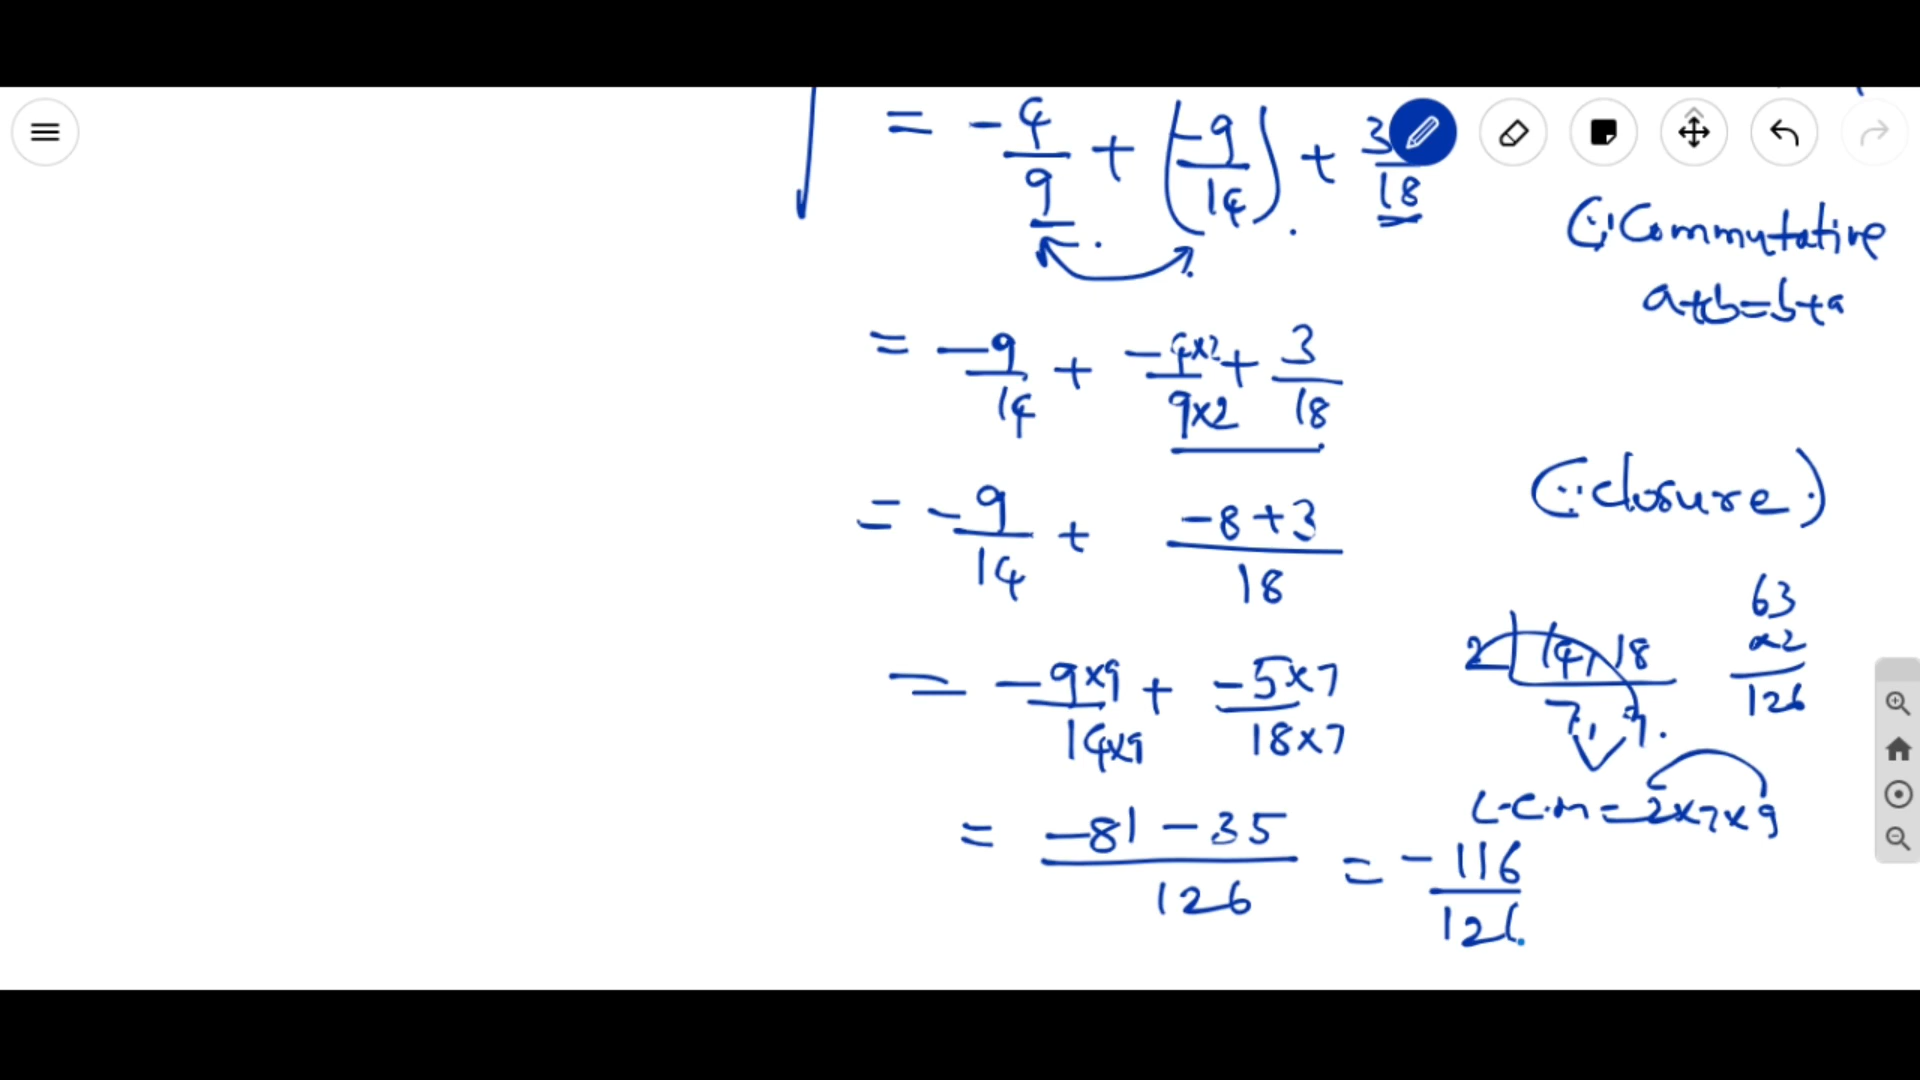 = -4/9 + (-9/14) + 3/18
(∵ Commutative
a+b=b+a
= -9/14 + -4×2/9×2 + 3/18
= -9/14 + -8+3/18
(∵ closure)
= -9×9/14×9 + -5×7/18×7
2 | 14, 18
7, 9.
63
×2
126
L.C.M = 2×7×9
= -81-35/126 = -116/126